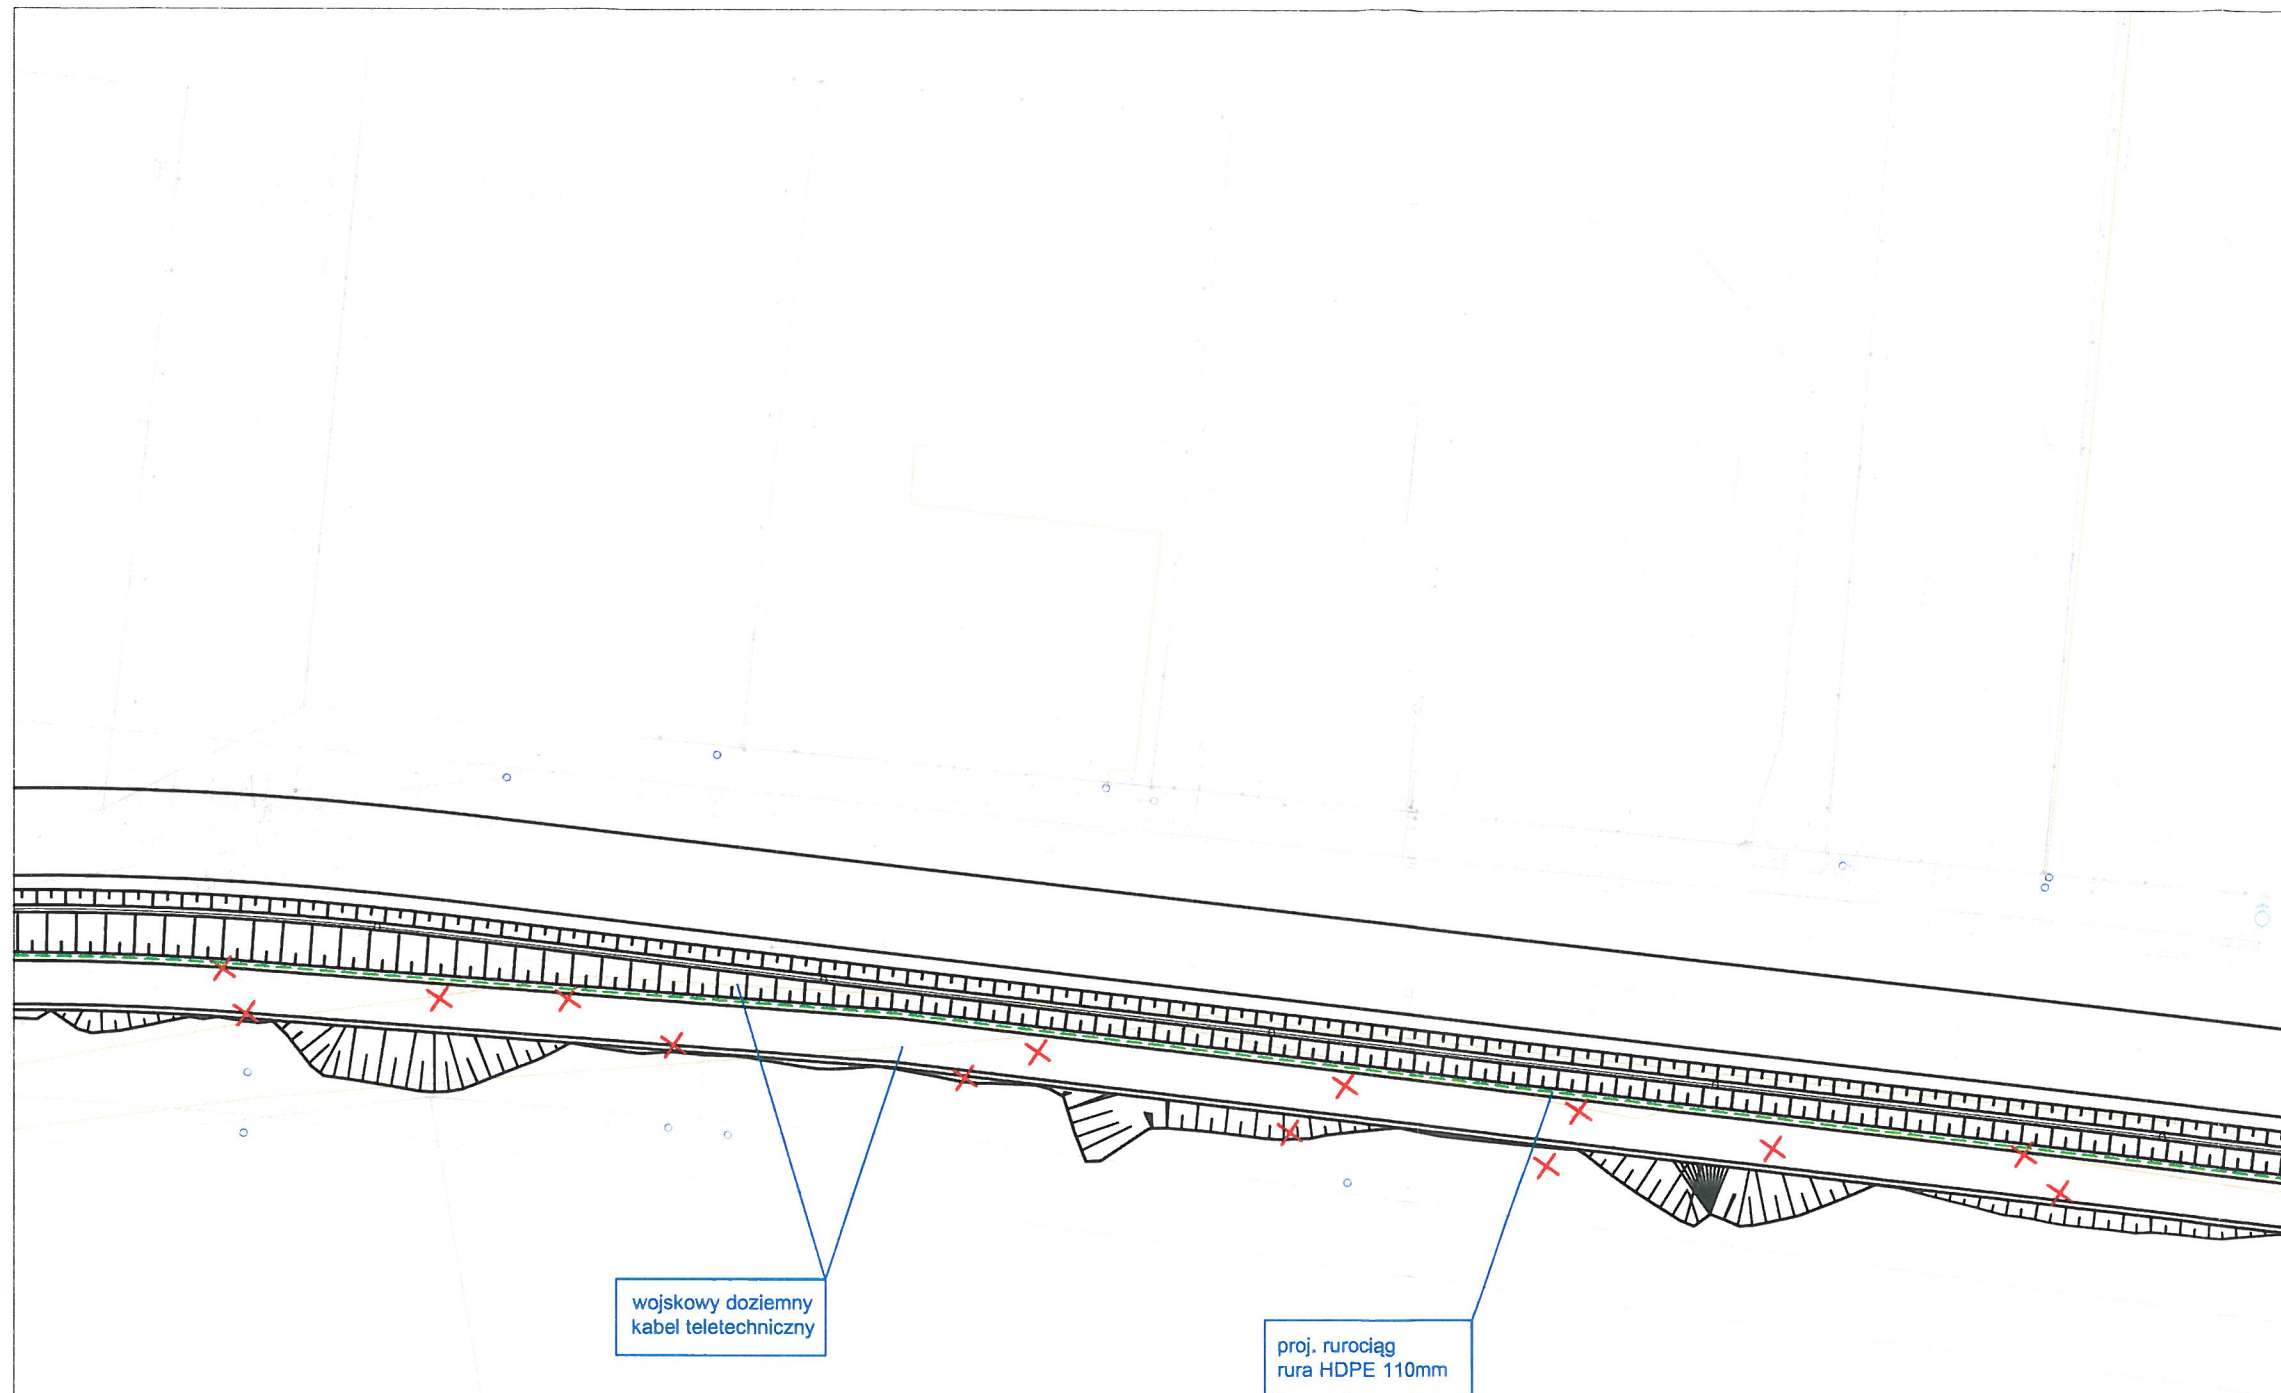 wojskowy doziemny
kabel teletechniczny
proj. rurociąg
rura HDPE 110mm